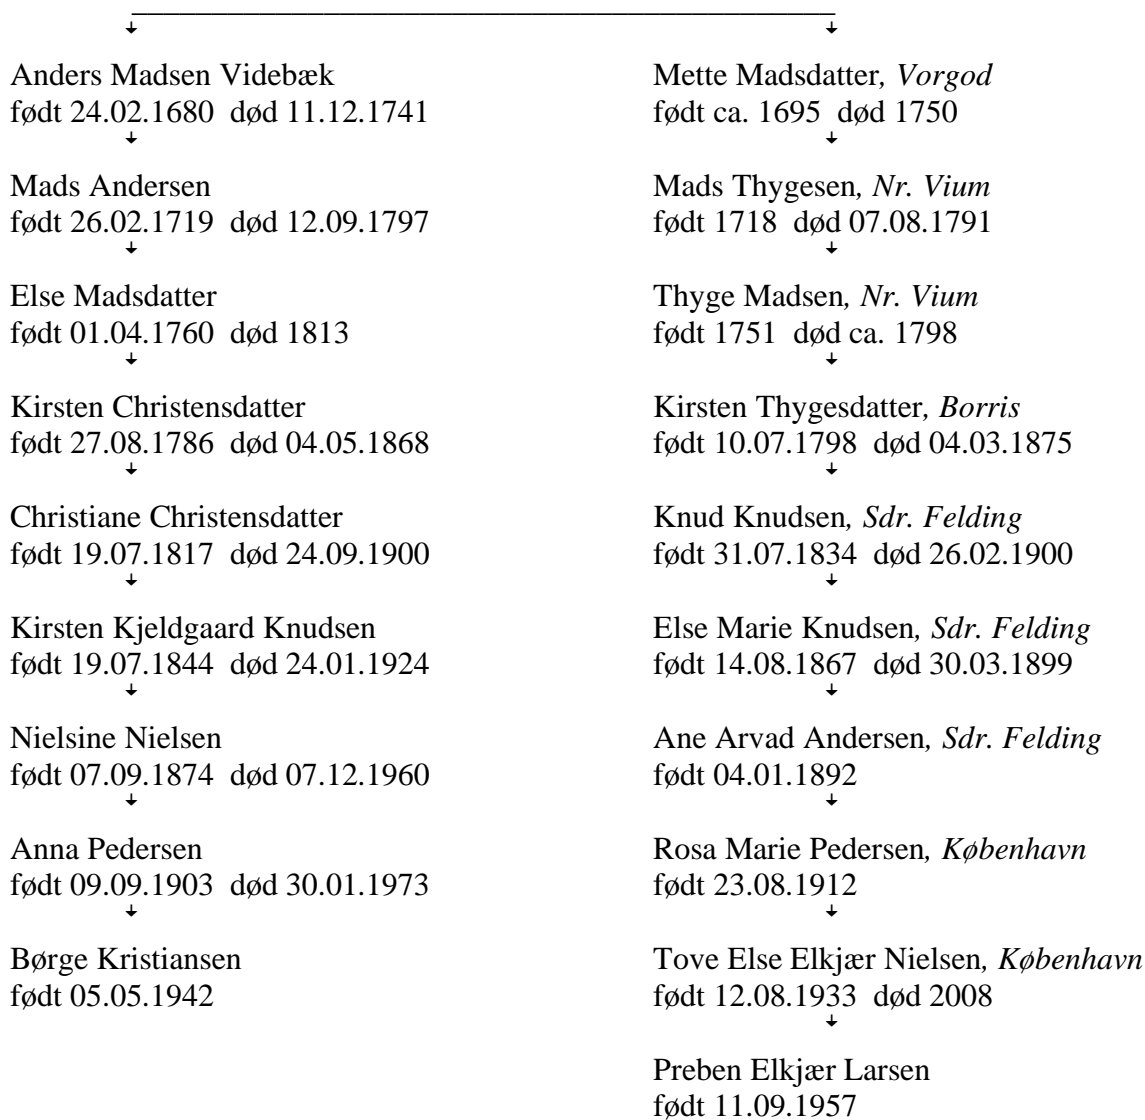 Anders Madsen Videbæk
født 24.02.1680 død 11.12.1741
Mads Andersen
født 26.02.1719 død 12.09.1797
Else Madsdatter
født 01.04.1760 død 1813
Kirsten Christensdatter
født 27.08.1786 død 04.05.1868
Christiane Christensdatter
født 19.07.1817 død 24.09.1900
Kirsten Kjeldgaard Knudsen
født 19.07.1844 død 24.01.1924
Nielsine Nielsen
født 07.09.1874 død 07.12.1960
Anna Pedersen
født 09.09.1903 død 30.01.1973
Børge Kristiansen
født 05.05.1942
Mette Madsdatter, Vorgod
født ca. 1695 død 1750
Mads Thygesen, Nr. Vium
født 1718 død 07.08.1791
Thyge Madsen, Nr. Vium
født 1751 død ca. 1798
Kirsten Thygesdatter, Borris
født 10.07.1798 død 04.03.1875
Knud Knudsen, Sdr. Felding
født 31.07.1834 død 26.02.1900
Else Marie Knudsen, Sdr. Felding
født 14.08.1867 død 30.03.1899
Ane Arvad Andersen, Sdr. Felding
født 04.01.1892
Rosa Marie Pedersen, København
født 23.08.1912
Tove Else Elkjær Nielsen, København
født 12.08.1933 død 2008
Preben Elkjær Larsen
født 11.09.1957